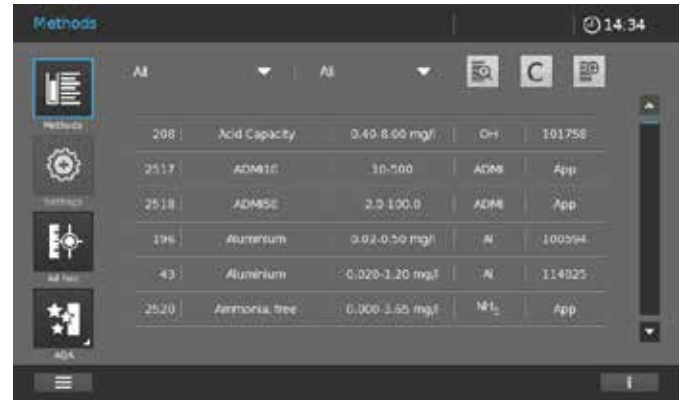 Methods 14:34
All All
C
Methods
208 Acid Capacity 0.40-8.00 mg/l OH 101758
2517 ADMI10 10-500 ADMI App
Settings
2518 ADMI50 2.0-100.0 ADMI App
196 Aluminium 0.02-0.50 mg/l Al 100594
Ad hoc
43 Aluminium 0.020-1.20 mg/l Al 114825
2520 Ammonia, free 0.000-3.65 mg/l NH3 App
AQA
i